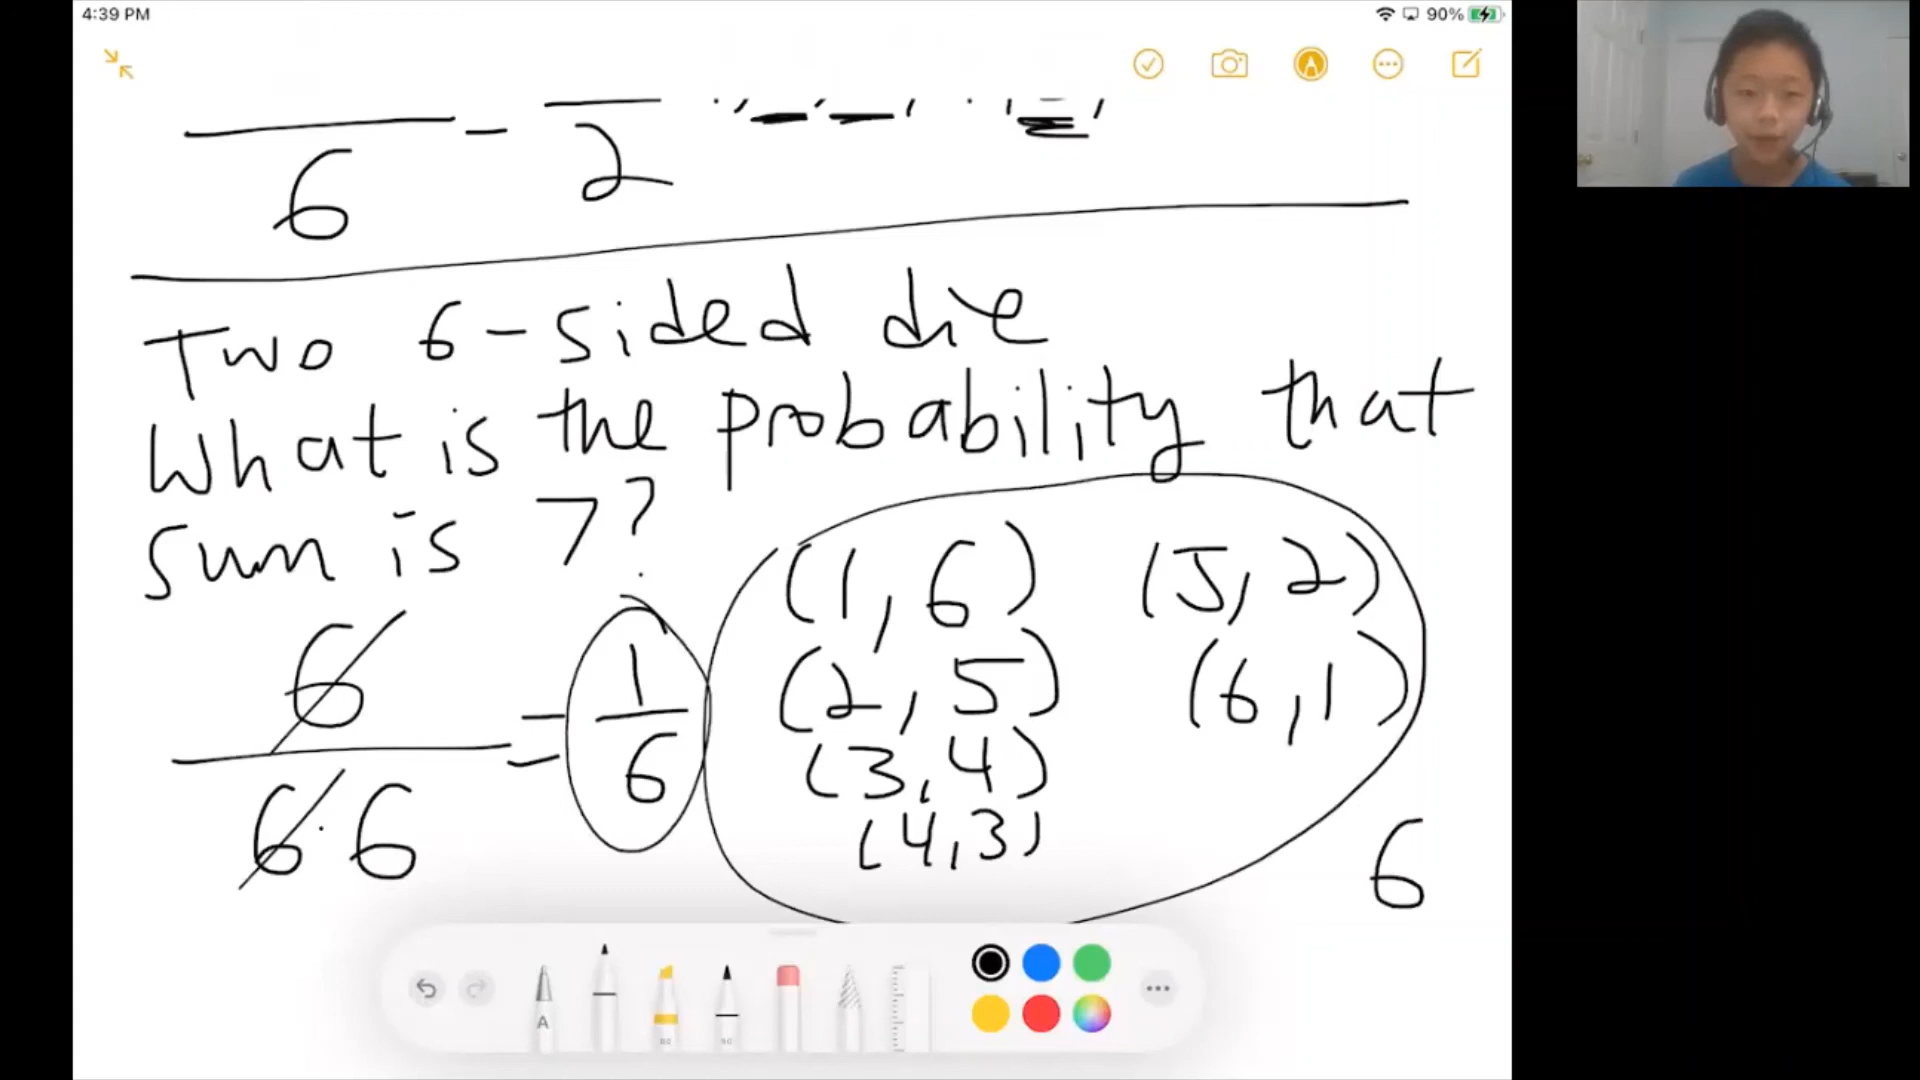 4:39 PM
90%
6 - 2
Two 6-sided die
What is the probability that
sum is 7?
(1, 6) (5, 2)
(2, 5) (6, 1)
(3, 4)
(4, 3)
6
6·6
= 1
6
6
A